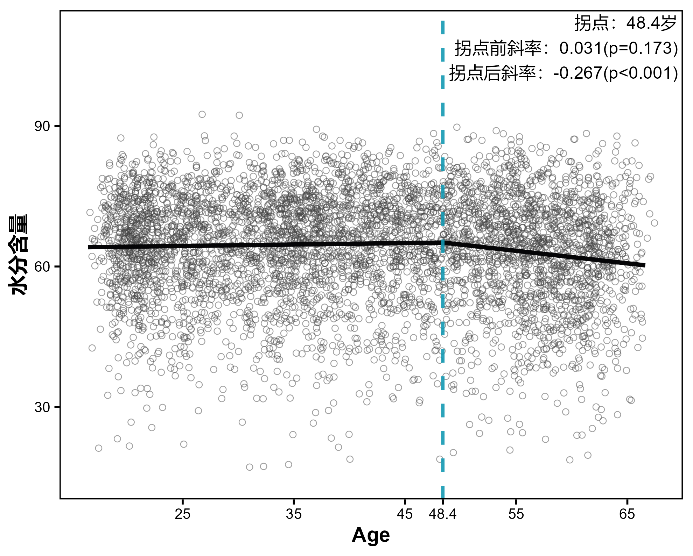 拐点：48.4岁
拐点前斜率：0.031(p=0.173)
拐点后斜率：-0.267(p<0.001)
90
60
30
水分含量
25 35 45 48.4 55 65
Age